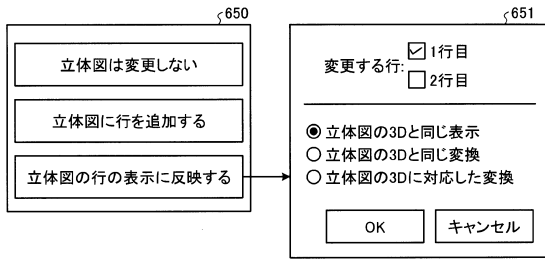 650
立体図は変更しない
立体図に行を追加する
立体図の行の表示に反映する
651
変更する行:
1行目
2行目
立体図の3Dと同じ表示
立体図の3Dと同じ変換
立体図の3Dに対応した変換
OK
キャンセル